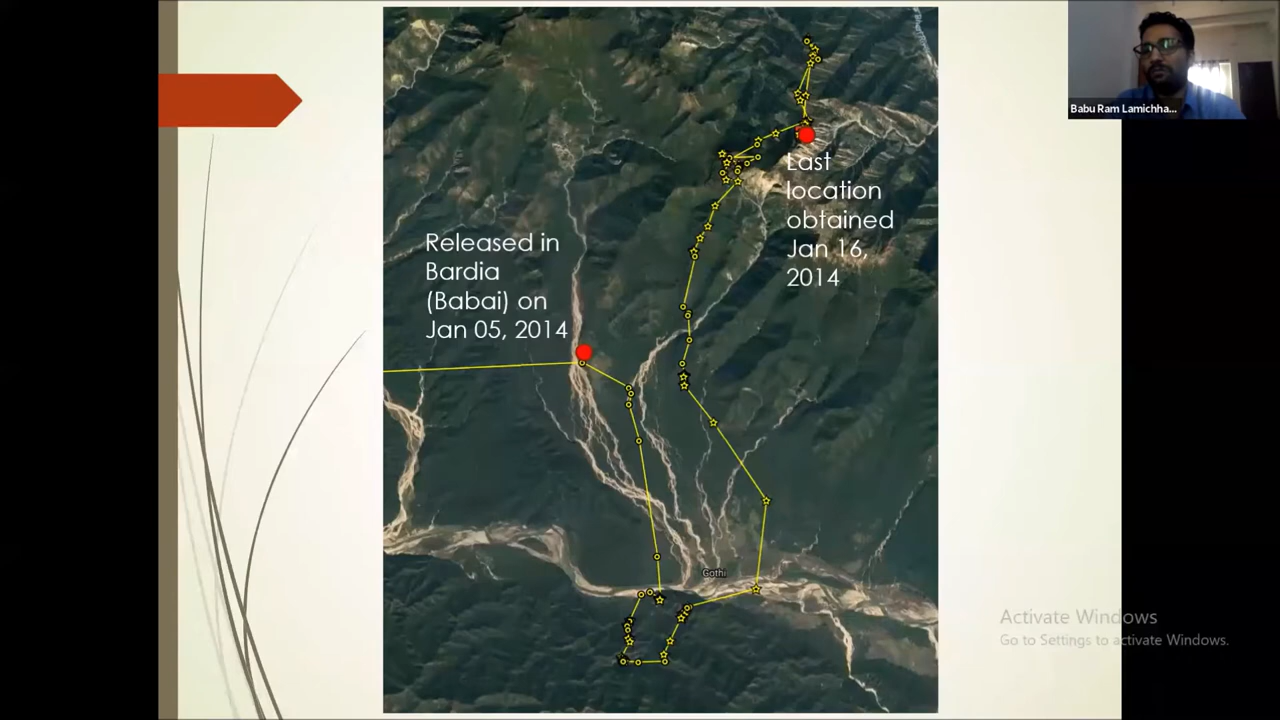 Babu Ram Lamichha...
Last
location
obtained
Jan 16,
2014
Released in
Bardia
(Babai) on
Jan 05, 2014
Gothi
Activate Windows
Go to Settings to activate Windows.